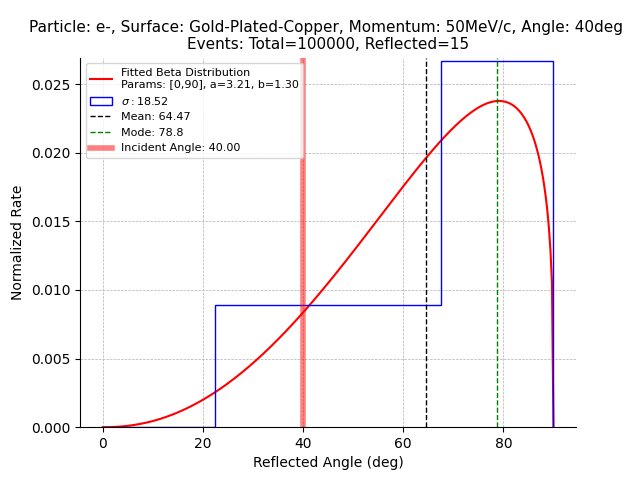 Particle: e-, Surface: Gold-Plated-Copper, Momentum: 50MeV/c, Angle: 40deg
Events: Total=100000, Reflected=15
Fitted Beta Distribution
Params: [0,90], a=3.21, b=1.30
σ: 18.52
Mean: 64.47
Mode: 78.8
Incident Angle: 40.00
Normalized Rate
0.025
0.020
0.015
0.010
0.005
0.000
0 20 40 60 80
Reflected Angle (deg)